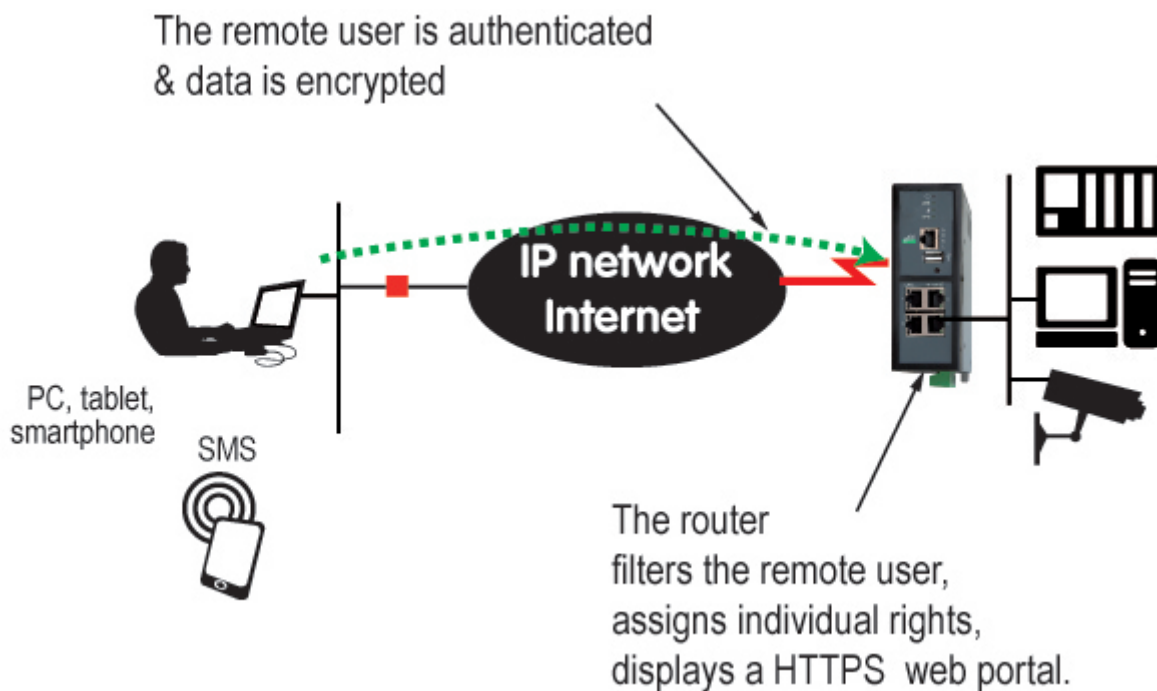 The remote user is authenticated
& data is encrypted
IP network
Internet
PC, tablet,
smartphone
SMS
The router
filters the remote user,
assigns individual rights,
displays a HTTPS web portal.